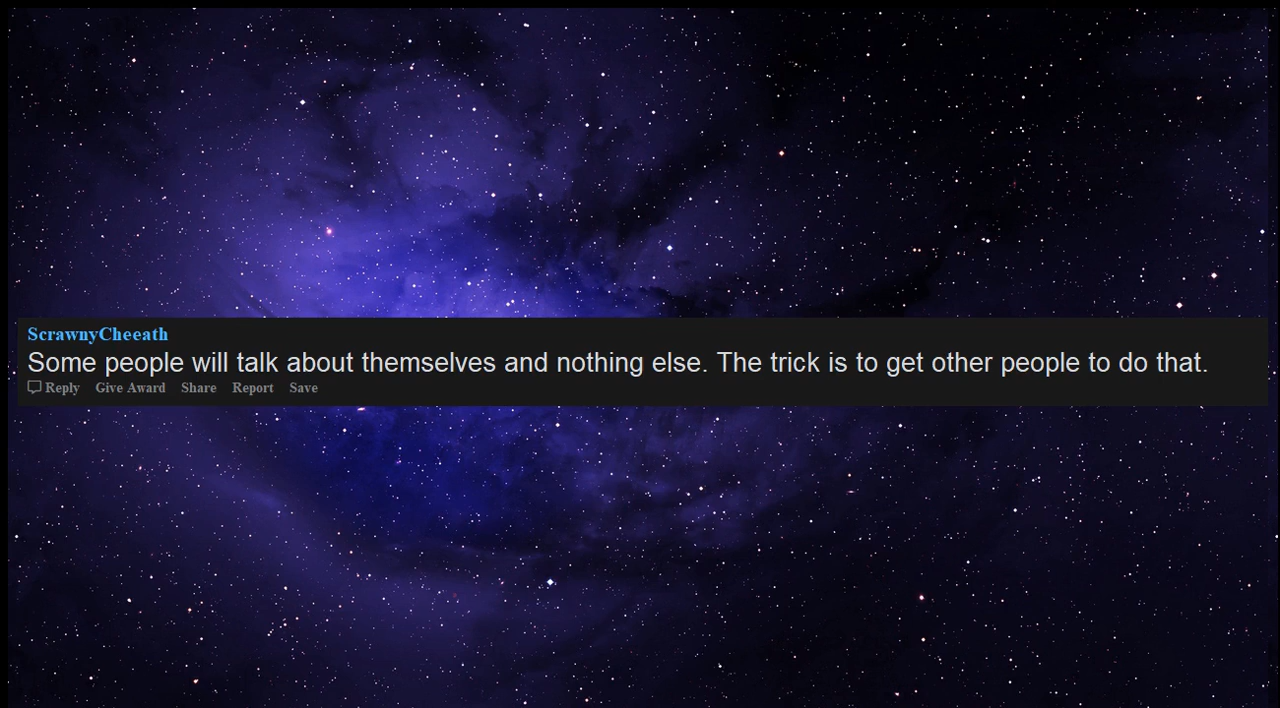 ScrawnyCheeath
Some people will talk about themselves and nothing else. The trick is to get other people to do that.
Reply Give Award Share Report Save